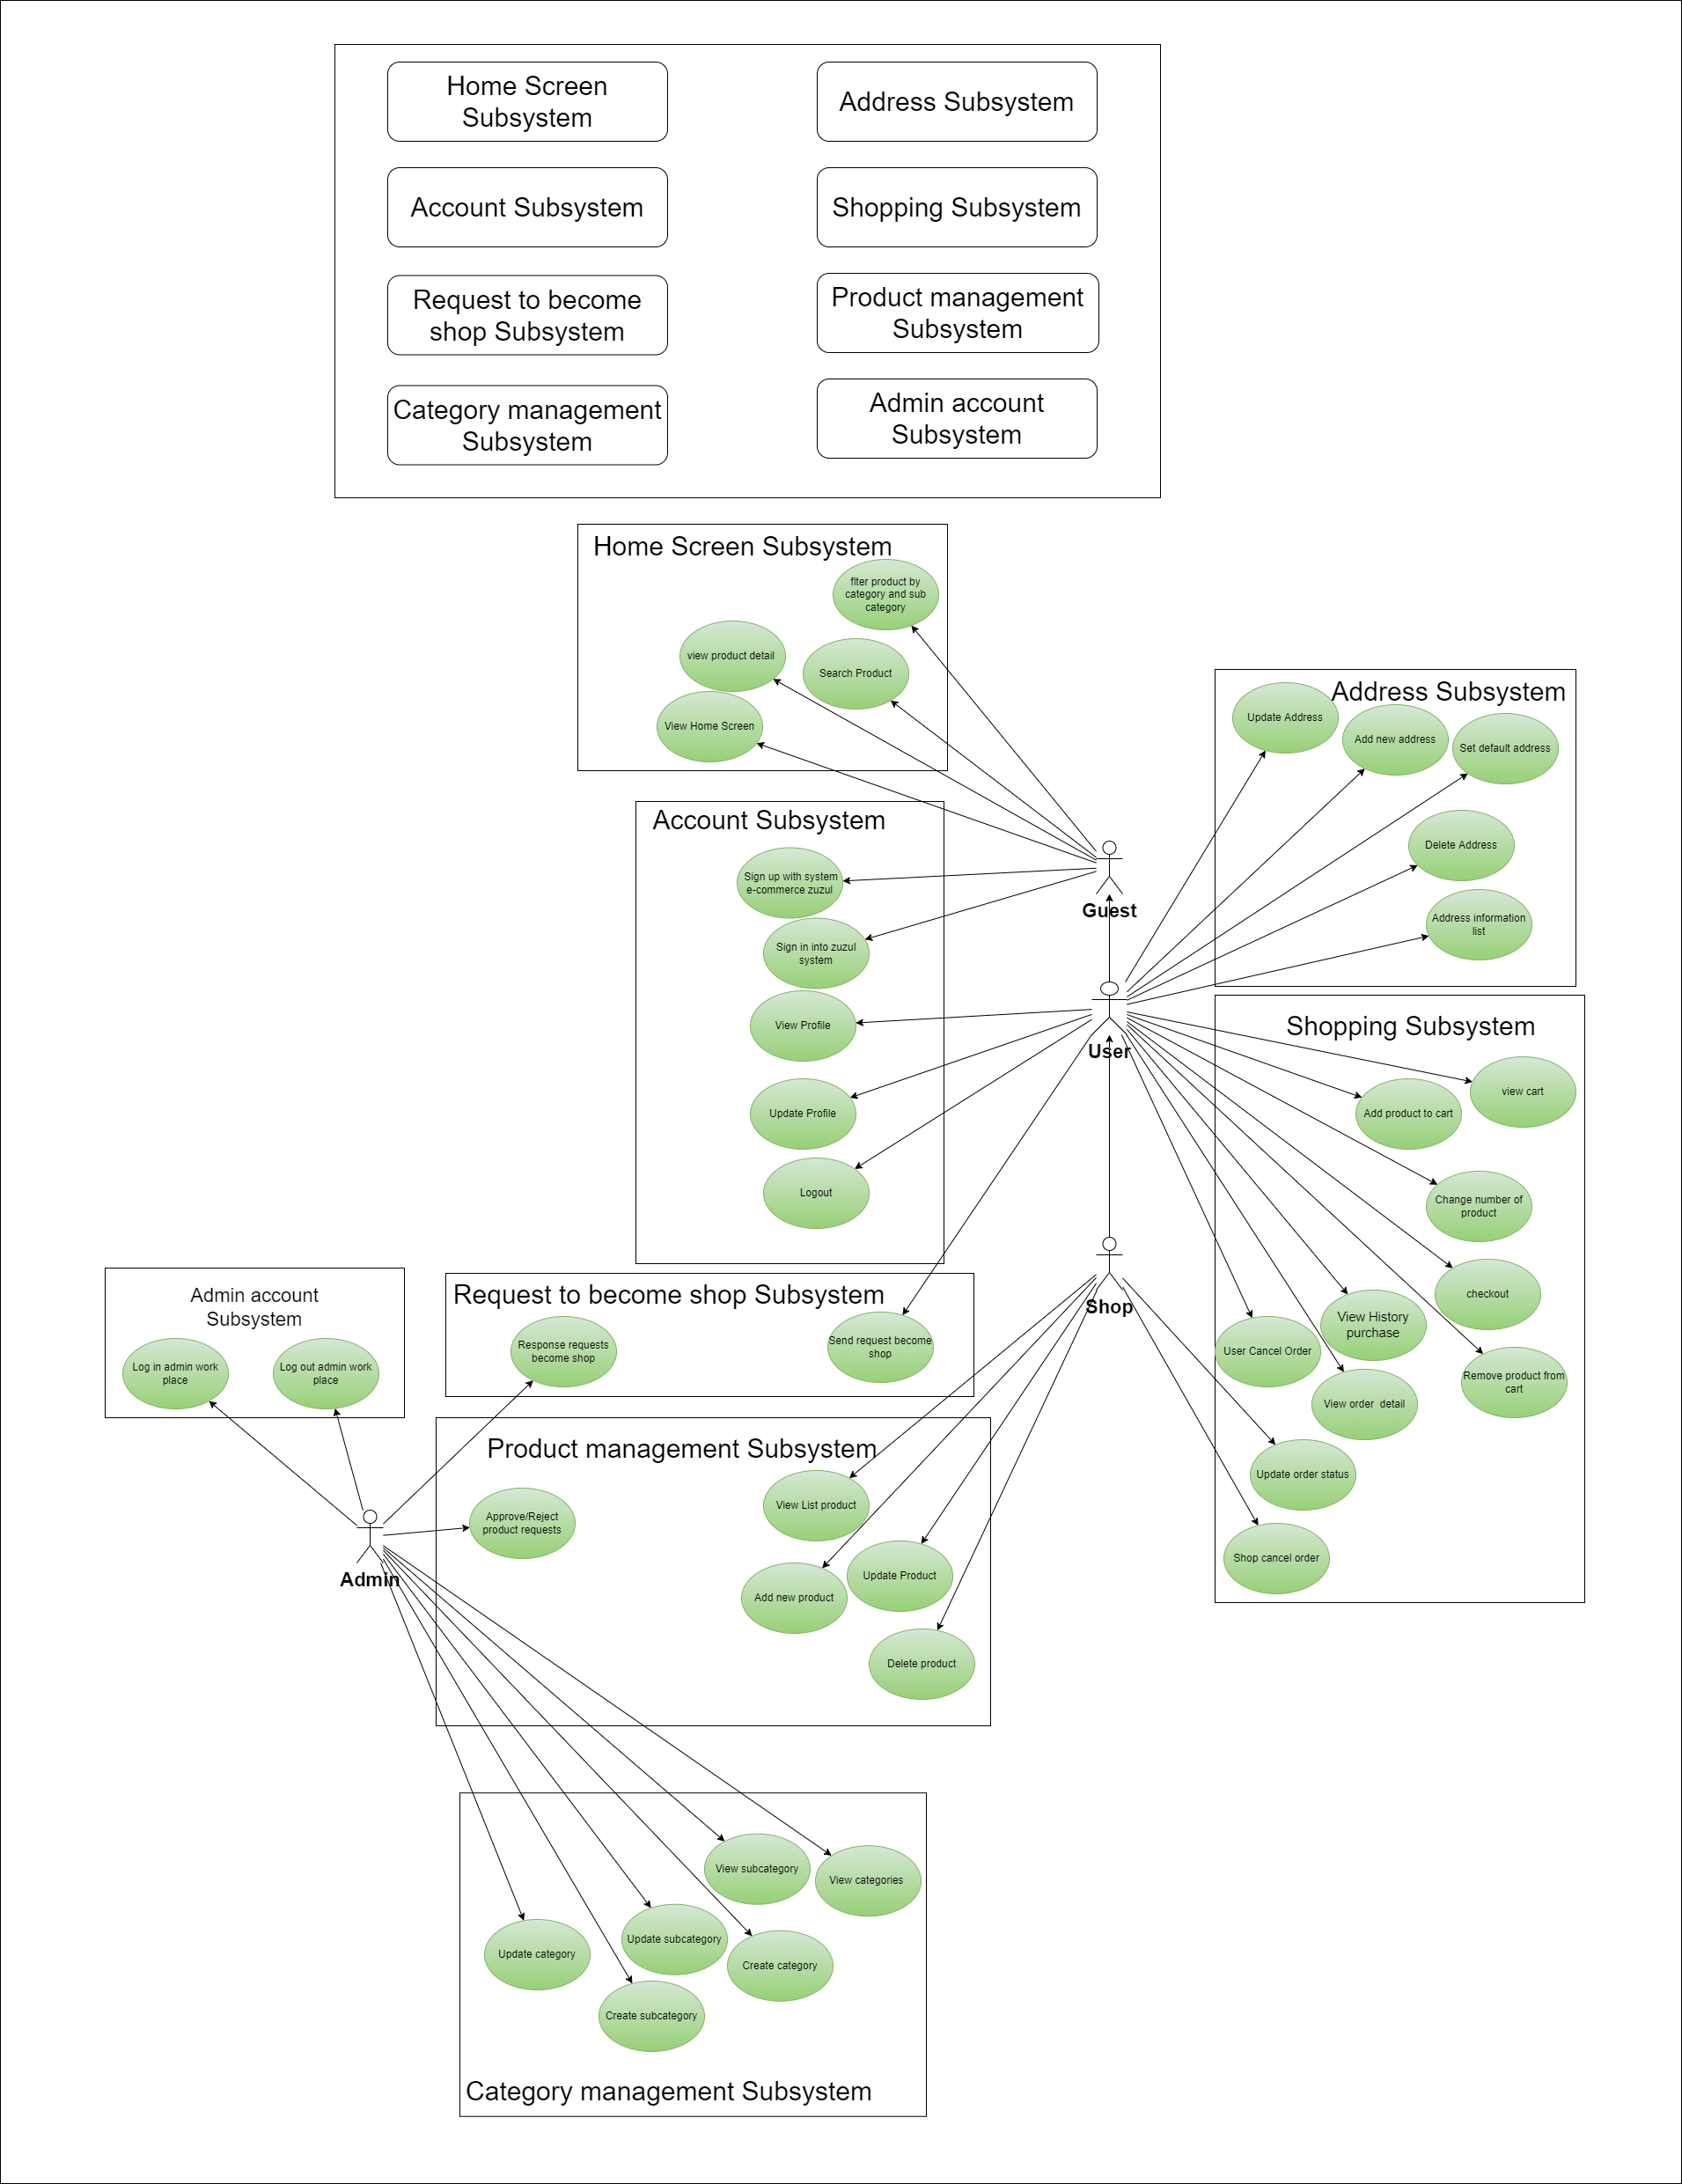 Home Screen
Subsystem
Address Subsystem
Account Subsystem
Shopping Subsystem
Request to become
shop Subsystem
Product management
Subsystem
Category management
Subsystem
Admin account
Subsystem
Home Screen Subsystem
flter product by
category and sub
category
view product detail
Search Product
View Home Screen
Address Subsystem
Update Address
Add new address
Set default address
Delete Address
Address information
list
Account Subsystem
Sign up with system
e-commerce zuzul
Sign in into zuzul
system
View Profile
Update Profile
Logout
Guest
User
Shop
Shopping Subsystem
view cart
Add product to cart
Change number of
product
checkout
View History
purchase
User Cancel Order
Remove product from
cart
View order  detail
Update order status
Shop cancel order
Admin account
Subsystem
Log in admin work
place
Log out admin work
place
Request to become shop Subsystem
Response requests
become shop
Send request become
shop
Product management Subsystem
Approve/Reject
product requests
View List product
Update Product
Add new product
Delete product
Admin
View subcategory
View categories
Update subcategory
Update category
Create category
Create subcategory
Category management Subsystem